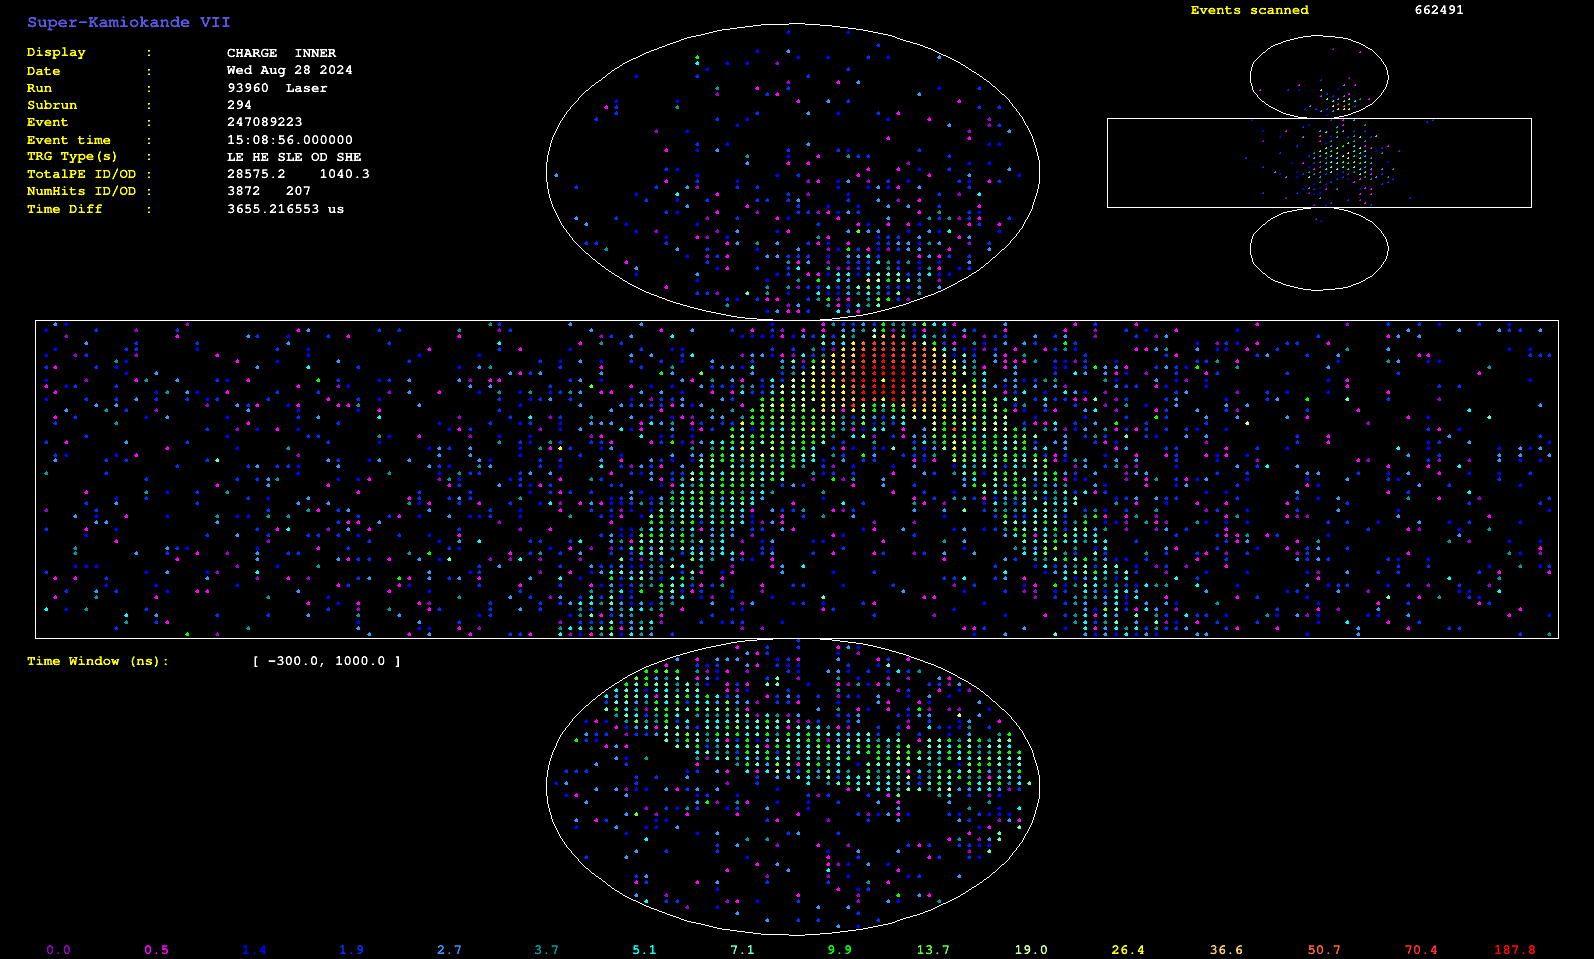 Super-Kamiokande VII
Events scanned 662491
Display : CHARGE INNER
Date : Wed Aug 28 2024
Run : 93960 Laser
Subrun : 294
Event : 247089223
Event time : 15:08:56.000000
TRG Type(s) : LE HE SLE OD SHE
TotalPE ID/OD : 28575.2 1040.3
NumHits ID/OD : 3872 207
Time Diff : 3655.216553 us
Time Window (ns): [ -300.0, 1000.0 ]
0.0 0.5 1.4 1.9 2.7 3.7 5.1 7.1 9.9 13.7 19.0 26.4 36.6 50.7 70.4 187.8